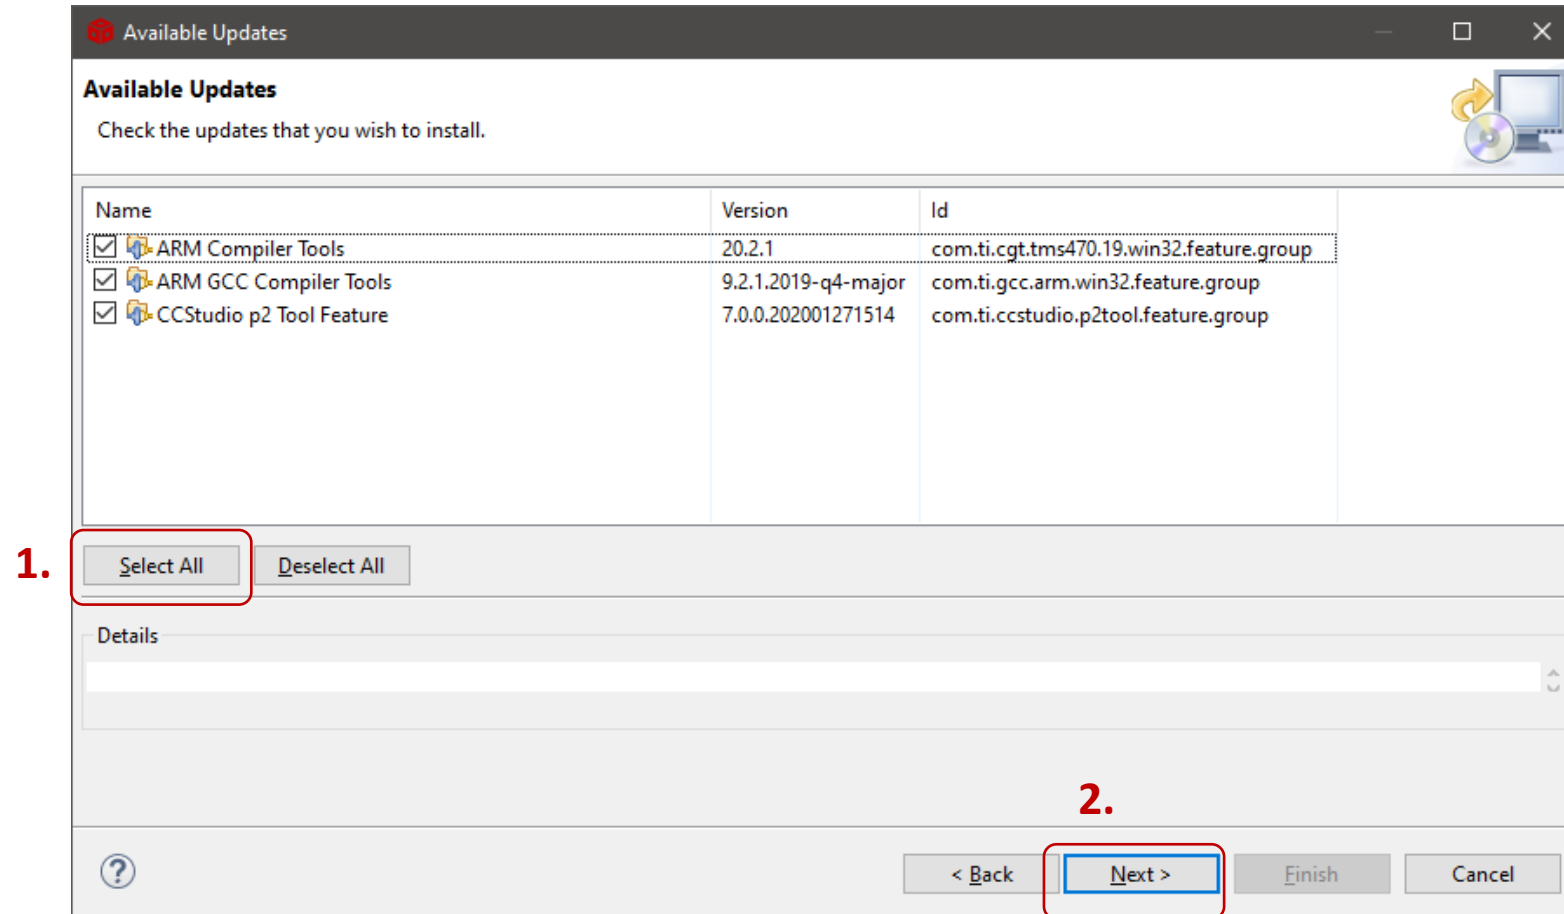 Available Updates
Available Updates
Check the updates that you wish to install.
Name Version Id
ARM Compiler Tools 20.2.1 com.ti.cgt.tms470.19.win32.feature.group
ARM GCC Compiler Tools 9.2.1.2019-q4-major com.ti.gcc.arm.win32.feature.group
CCStudio p2 Tool Feature 7.0.0.202001271514 com.ti.ccstudio.p2tool.feature.group
1. Select All Deselect All
Details
2.
? < Back Next > Finish Cancel